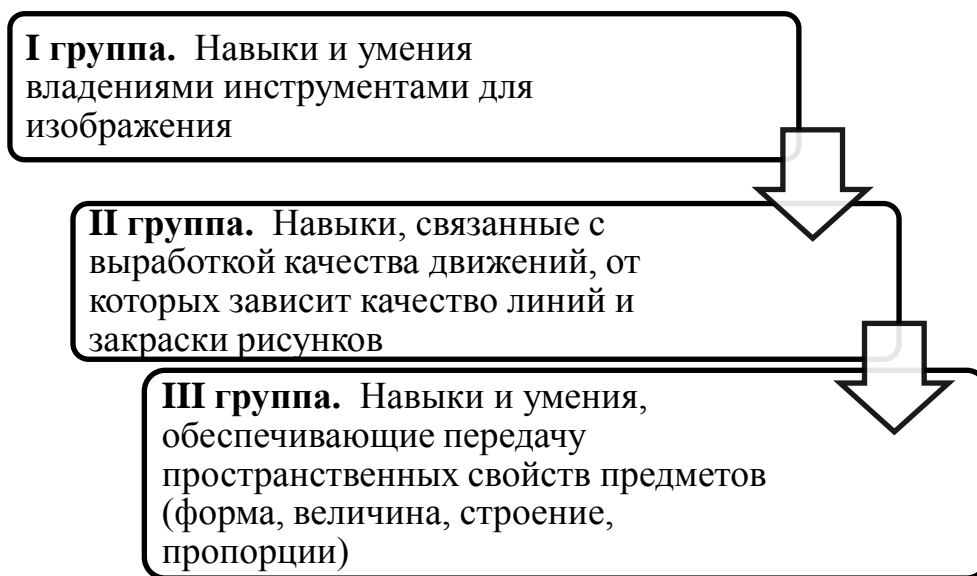 I группа. Навыки и умения
владениями инструментами для
изображения
II группа. Навыки, связанные с
выработкой качества движений, от
которых зависит качество линий и
закраски рисунков
III группа. Навыки и умения,
обеспечивающие передачу
пространственных свойств предметов
(форма, величина, строение,
пропорции)